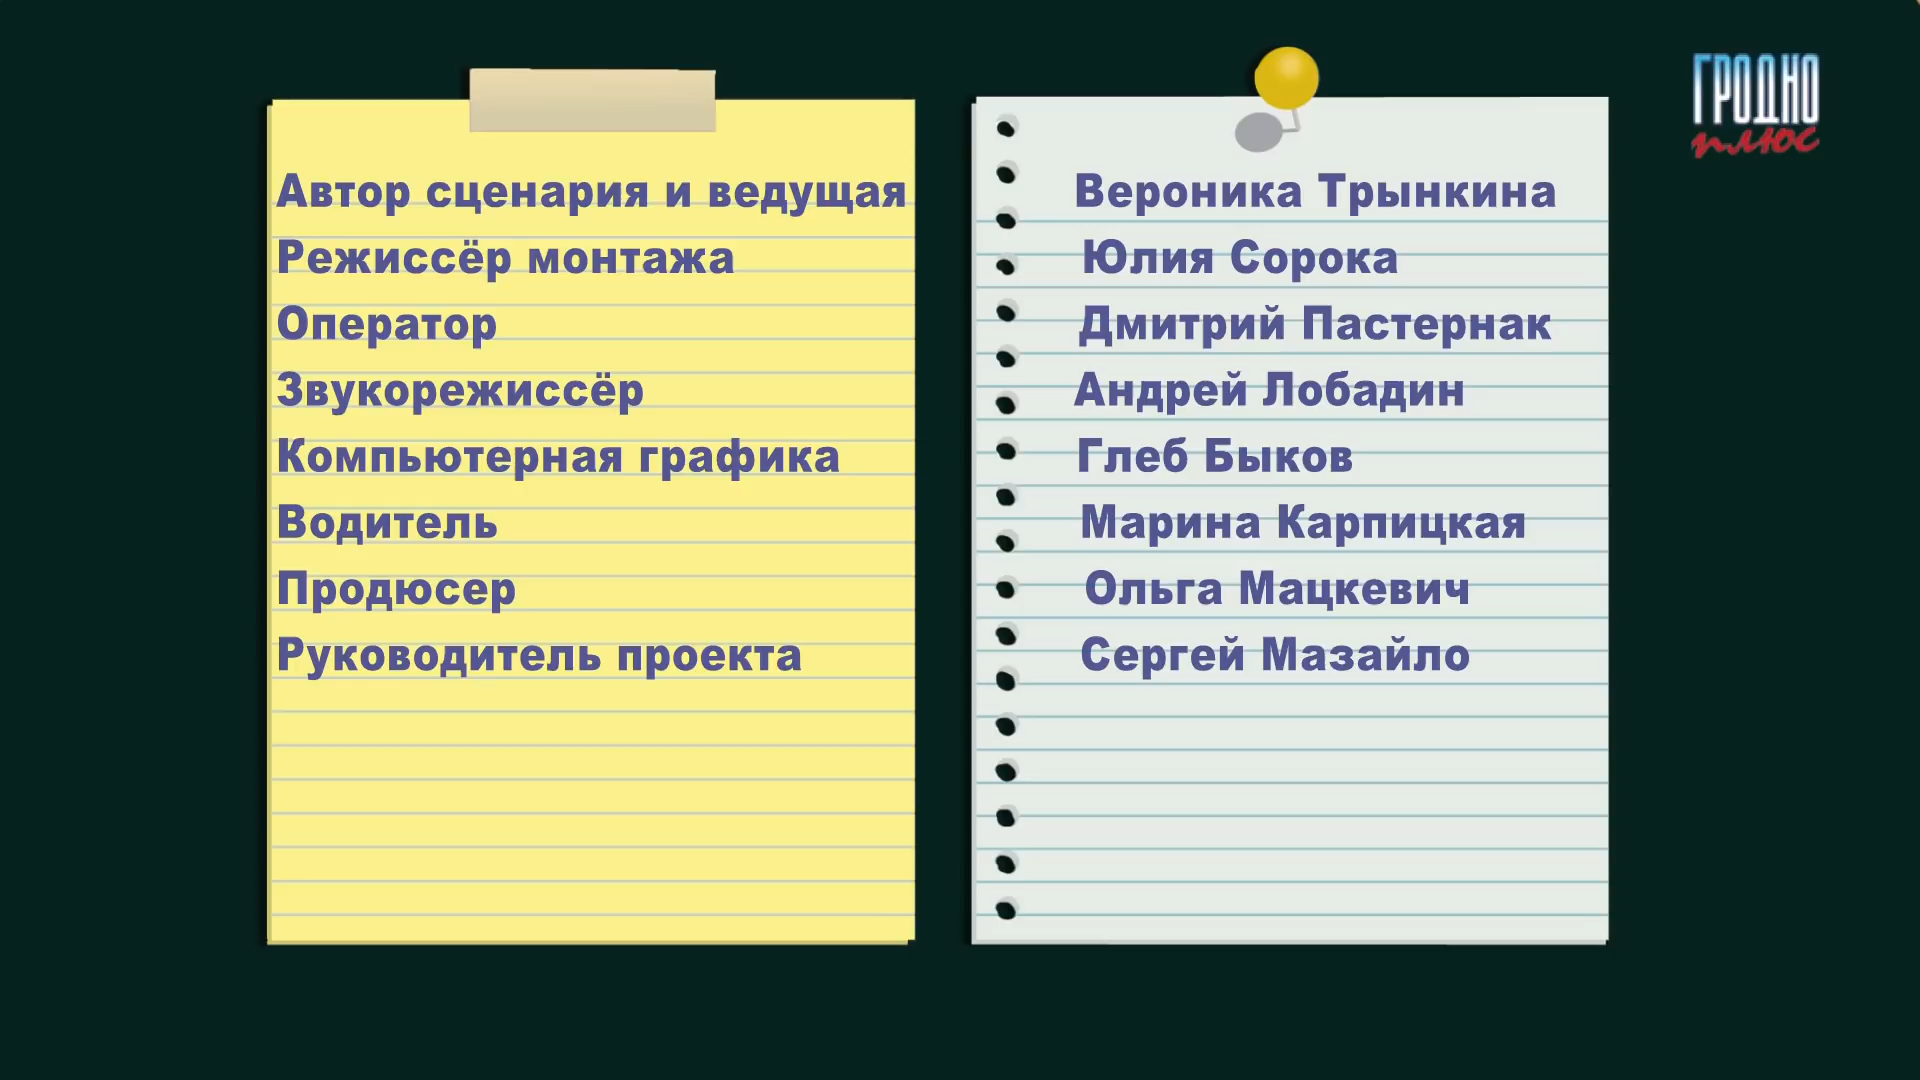 ГРОДНО
плюс
Автор сценария и ведущая Вероника Трынкина
Режиссёр монтажа Юлия Сорока
Оператор Дмитрий Пастернак
Звукорежиссёр Андрей Лобадин
Компьютерная графика Глеб Быков
Водитель Марина Карпицкая
Продюсер Ольга Мацкевич
Руководитель проекта Сергей Мазайло